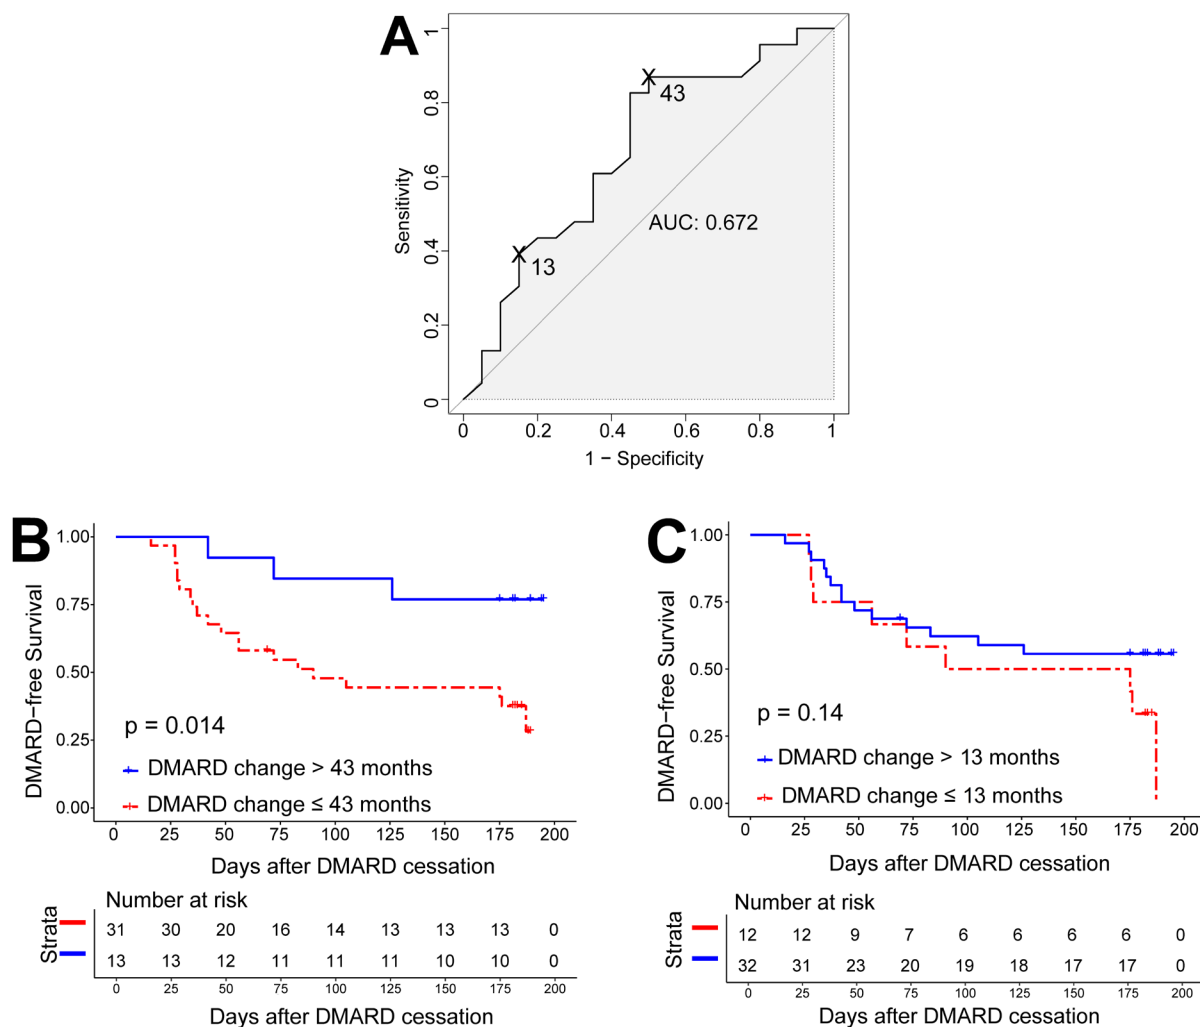 A
1
0.8
0.6
0.4
0.2
0
Sensitivity
X
43
X
13
AUC: 0.672
0 0.2 0.4 0.6 0.8 1
1 − Specificity
B
1.00
0.75
0.50
0.25
0.00
DMARD−free Survival
p = 0.014
DMARD change > 43 months
DMARD change ≤ 43 months
0 25 50 75 100 125 150 175 200
Days after DMARD cessation
Number at risk
Strata
31 30 20 16 14 13 13 13 0
13 13 12 11 11 11 10 10 0
0 25 50 75 100 125 150 175 200
Days after DMARD cessation
C
1.00
0.75
0.50
0.25
0.00
DMARD−free Survival
p = 0.14
DMARD change > 13 months
DMARD change ≤ 13 months
0 25 50 75 100 125 150 175 200
Days after DMARD cessation
Number at risk
Strata
12 12 9 7 6 6 6 6 0
32 31 23 20 19 18 17 17 0
0 25 50 75 100 125 150 175 200
Days after DMARD cessation